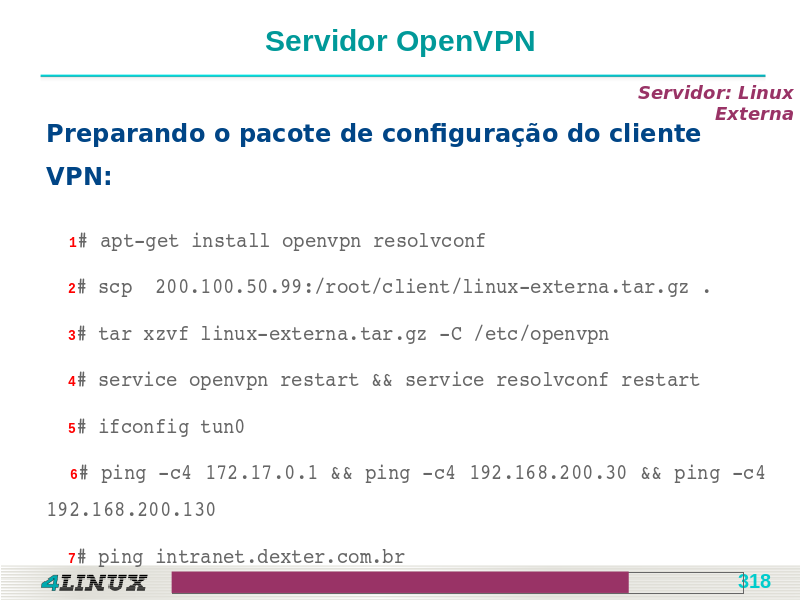 Servidor OpenVPN
Servidor: Linux
Externa
Preparando o pacote de configuração do cliente
VPN:
1# apt-get install openvpn resolvconf
2# scp  200.100.50.99:/root/client/linux-externa.tar.gz .
3# tar xzvf linux-externa.tar.gz -C /etc/openvpn
4# service openvpn restart && service resolvconf restart
5# ifconfig tun0
6# ping -c4 172.17.0.1 && ping -c4 192.168.200.30 && ping -c4
192.168.200.130
7# ping intranet.dexter.com.br
4LINUX
318